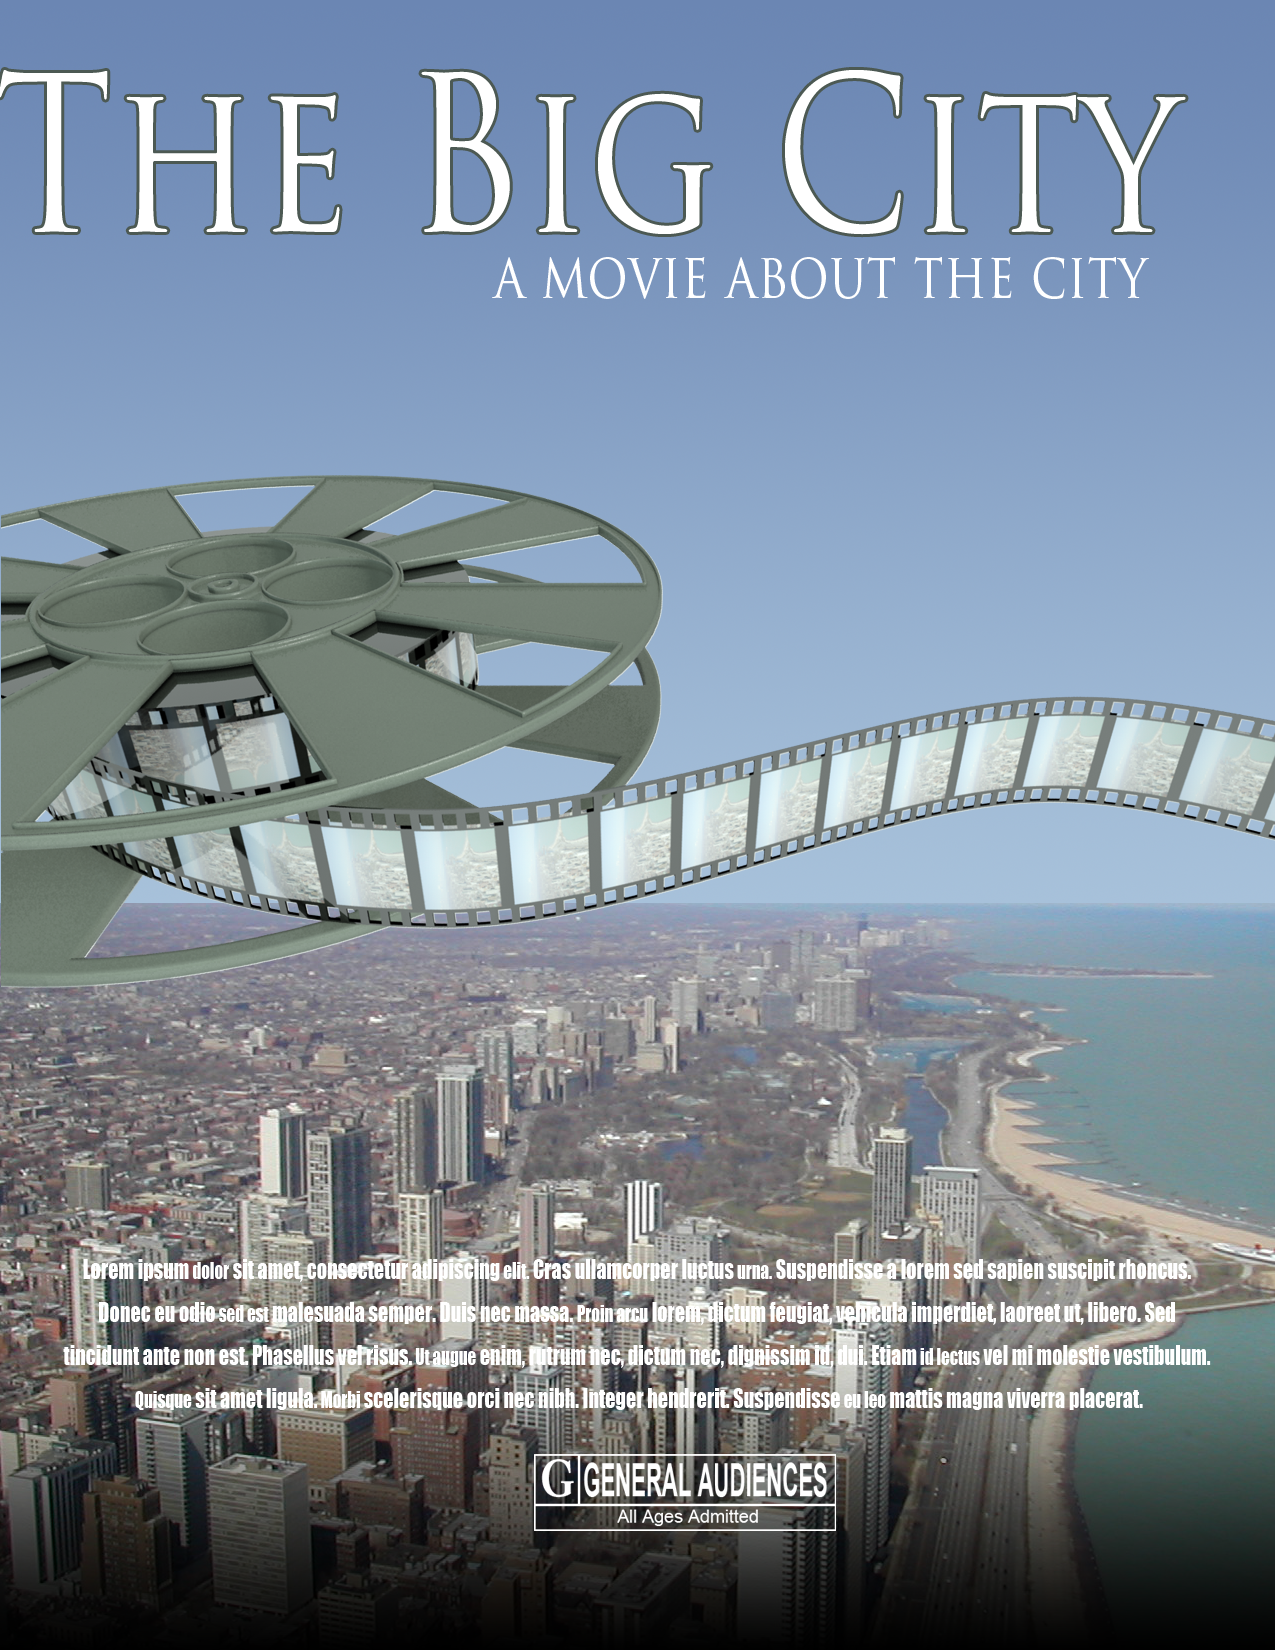 The Big City
A MOVIE ABOUT THE CITY
Lorem ipsum dolor sit amet, consectetur adipiscing elit. Cras ullamcorper luctus urna. Suspendisse a lorem sed sapien suscipit rhoncus.
Donec eu odio sed est malesuada semper. Duis nec massa. Proin arcu lorem, dictum feugiat, vehicula imperdiet, laoreet ut, libero. Sed
tincidunt ante non est. Phasellus vel risus. Ut augue enim, rutrum nec, dictum nec, dignissim id, dui. Etiam id lectus vel mi molestie vestibulum.
Quisque sit amet ligula. Morbi scelerisque orci nec nibh. Integer hendrerit. Suspendisse eu leo mattis magna viverra placerat.
G GENERAL AUDIENCES
All Ages Admitted